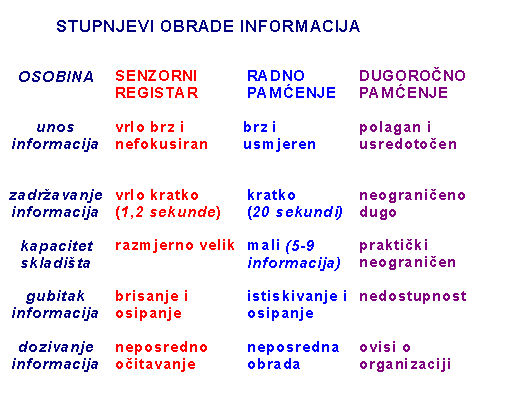 STUPNJEVI OBRADE INFORMACIJA
OSOBINA SENZORNI REGISTAR RADNO PAMĆENJE DUGOROČNO PAMĆENJE
unos informacija vrlo brz i nefokusiran brz i usmjeren polagan i usredotočen
zadržavanje informacija vrlo kratko (1,2 sekunde) kratko (20 sekundi) neograničeno dugo
kapacitet skladišta razmjerno velik mali (5-9 informacija) praktički neograničen
gubitak informacija brisanje i osipanje istiskivanje i osipanje nedostupnost
dozivanje informacija neposredno očitavanje neposredna obrada ovisi o organizaciji